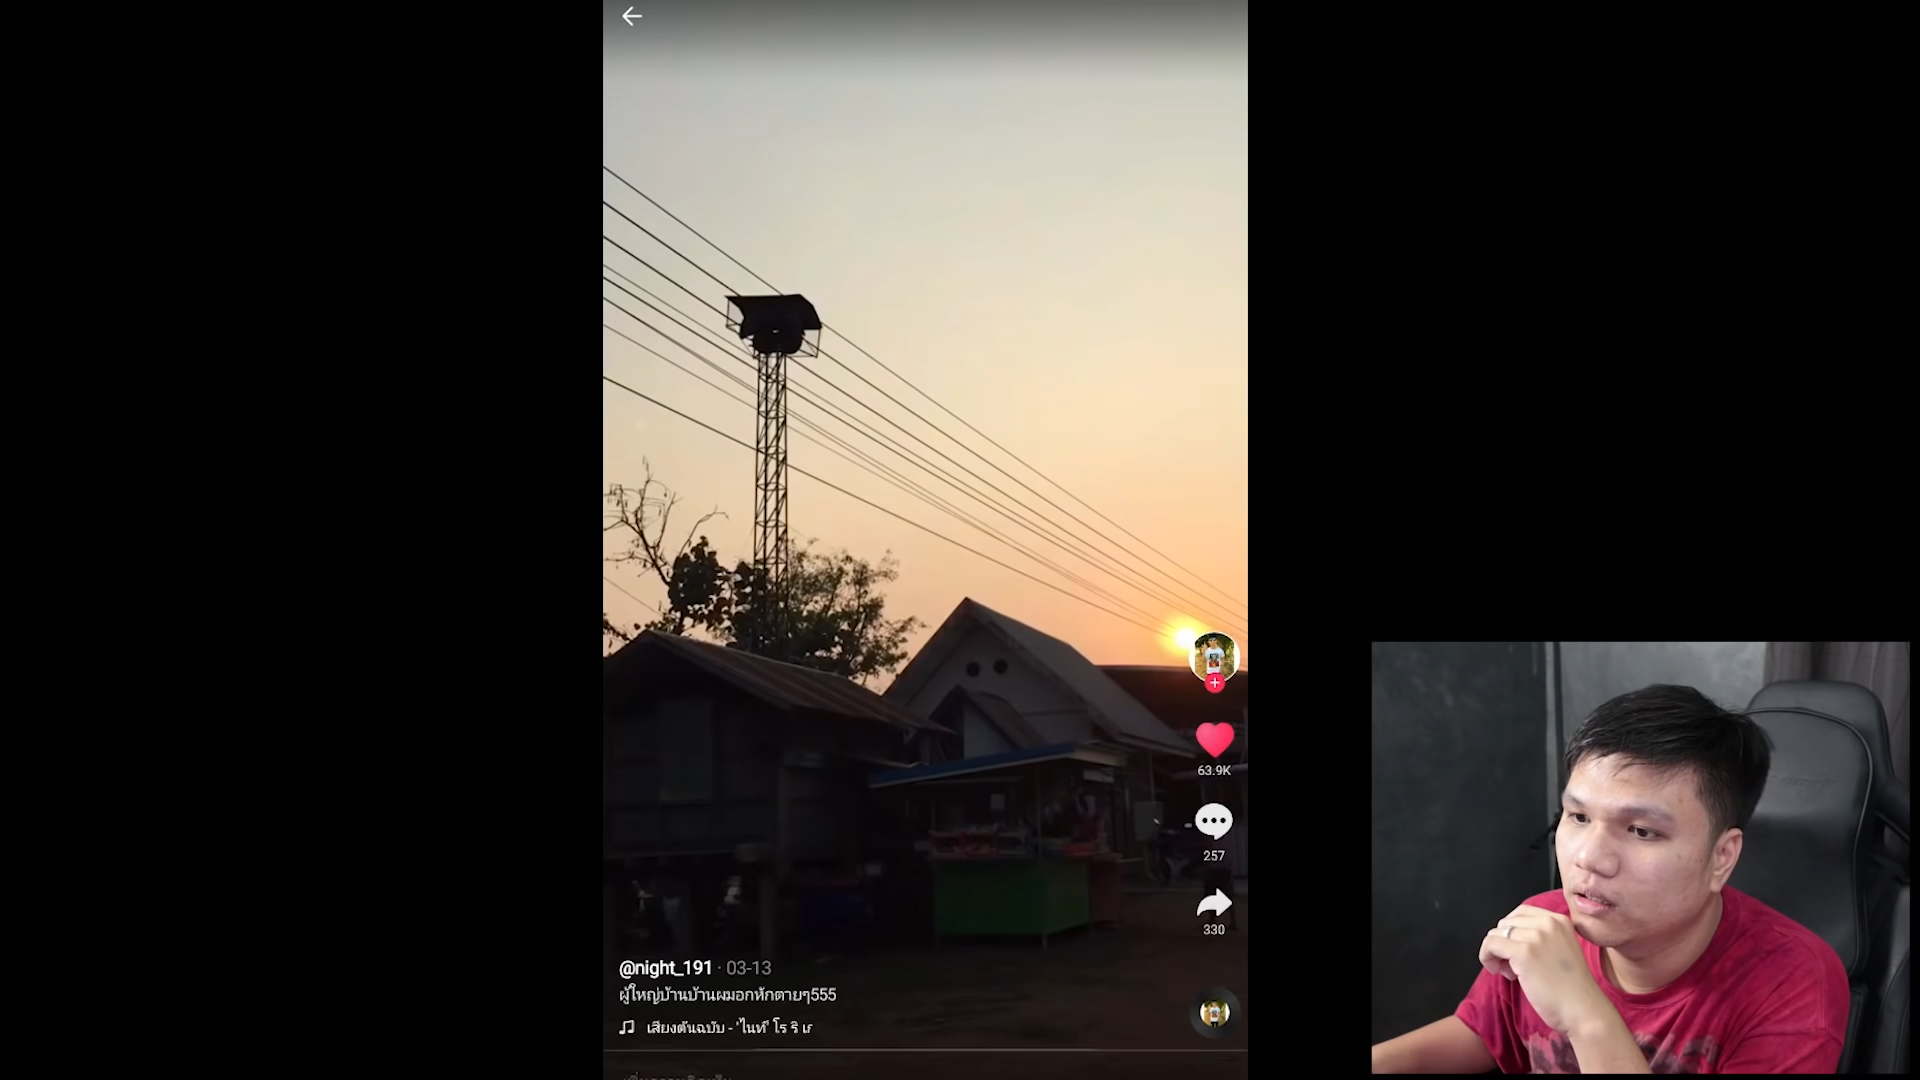 63.9K
257
330
@night_191 · 03-13
ผู้ใหญ่บ้านบ้านผมอกหักตายๆ555
เสียงต้นฉบับ - 'ไนท์' โร ริ